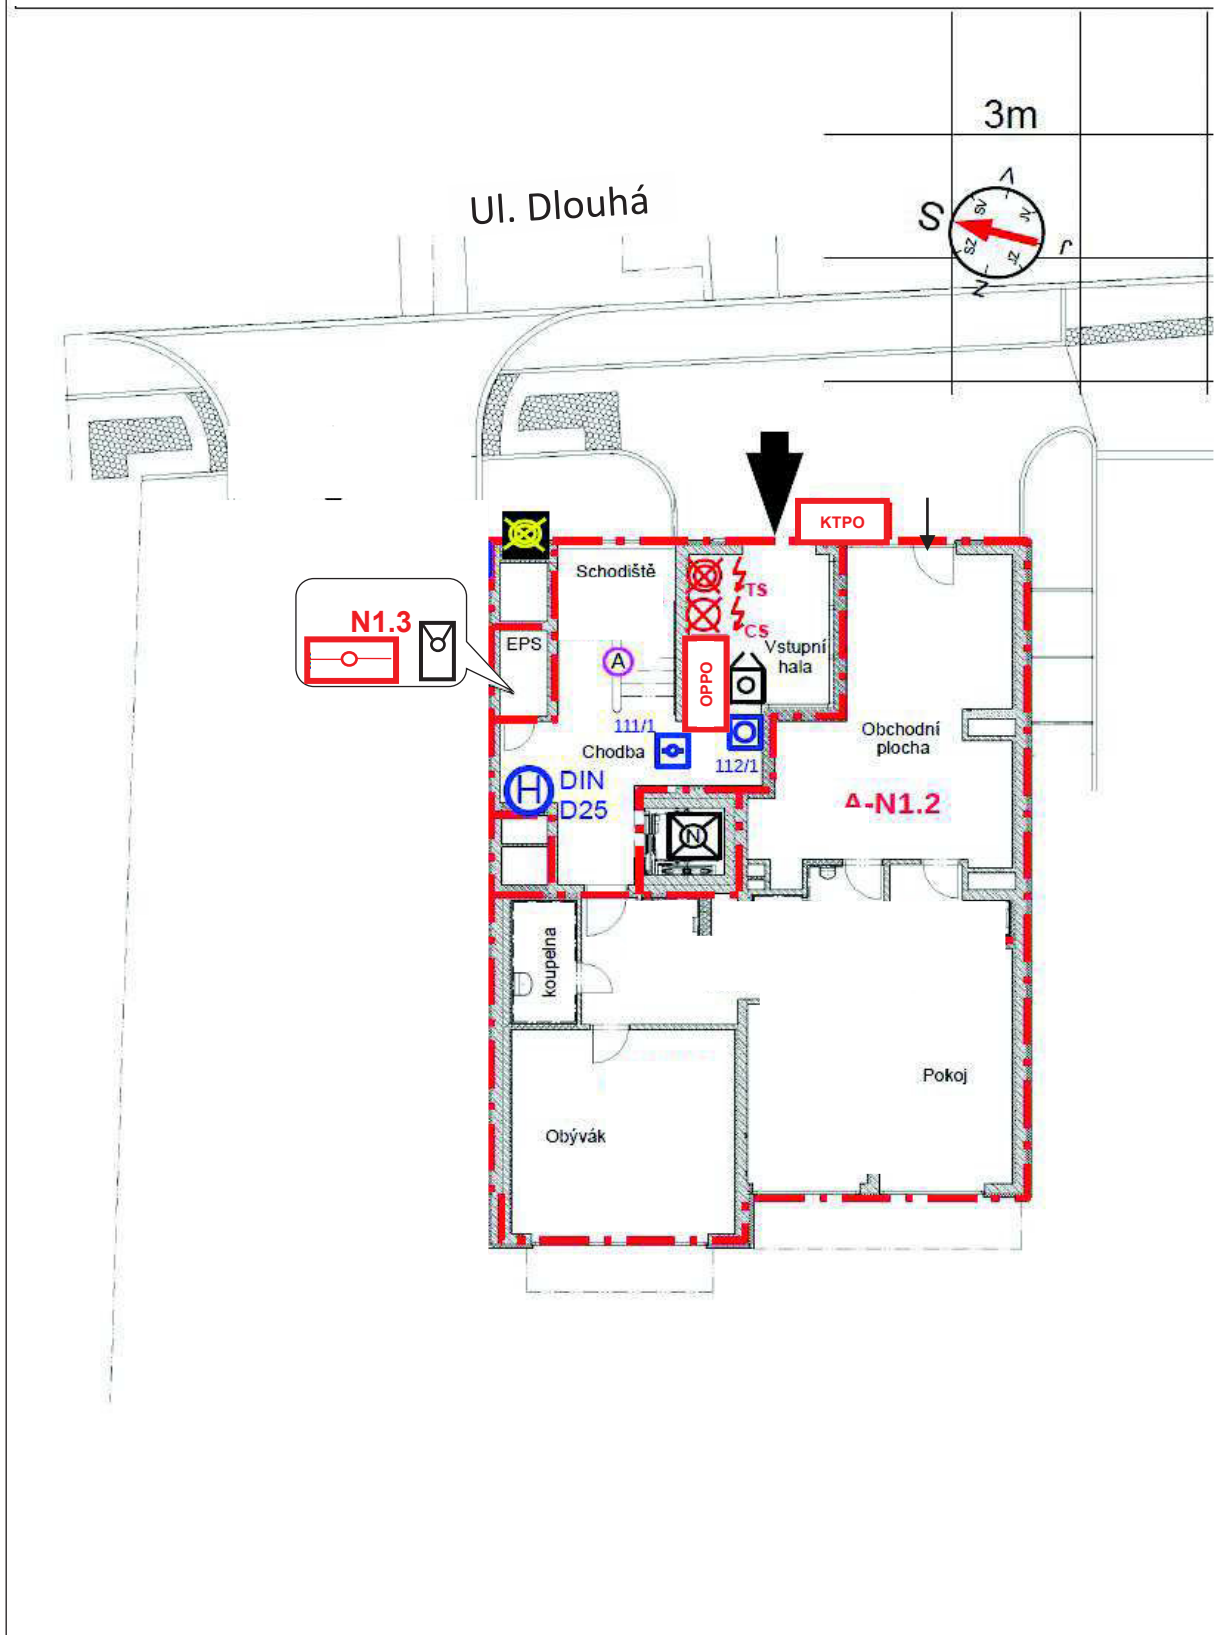 3m
Ul. Dlouhá
V
SV
JV
S
J
SZ
JZ
Z
KTPO
Schodiště
TS
N1.3
CS
EPS
A
Vstupní
hala
OPPO
111/1
Obchodní
plocha
Chodba
112/1
H
DIN
D25
-N1.2
N
koupelna
Pokoj
Obývák